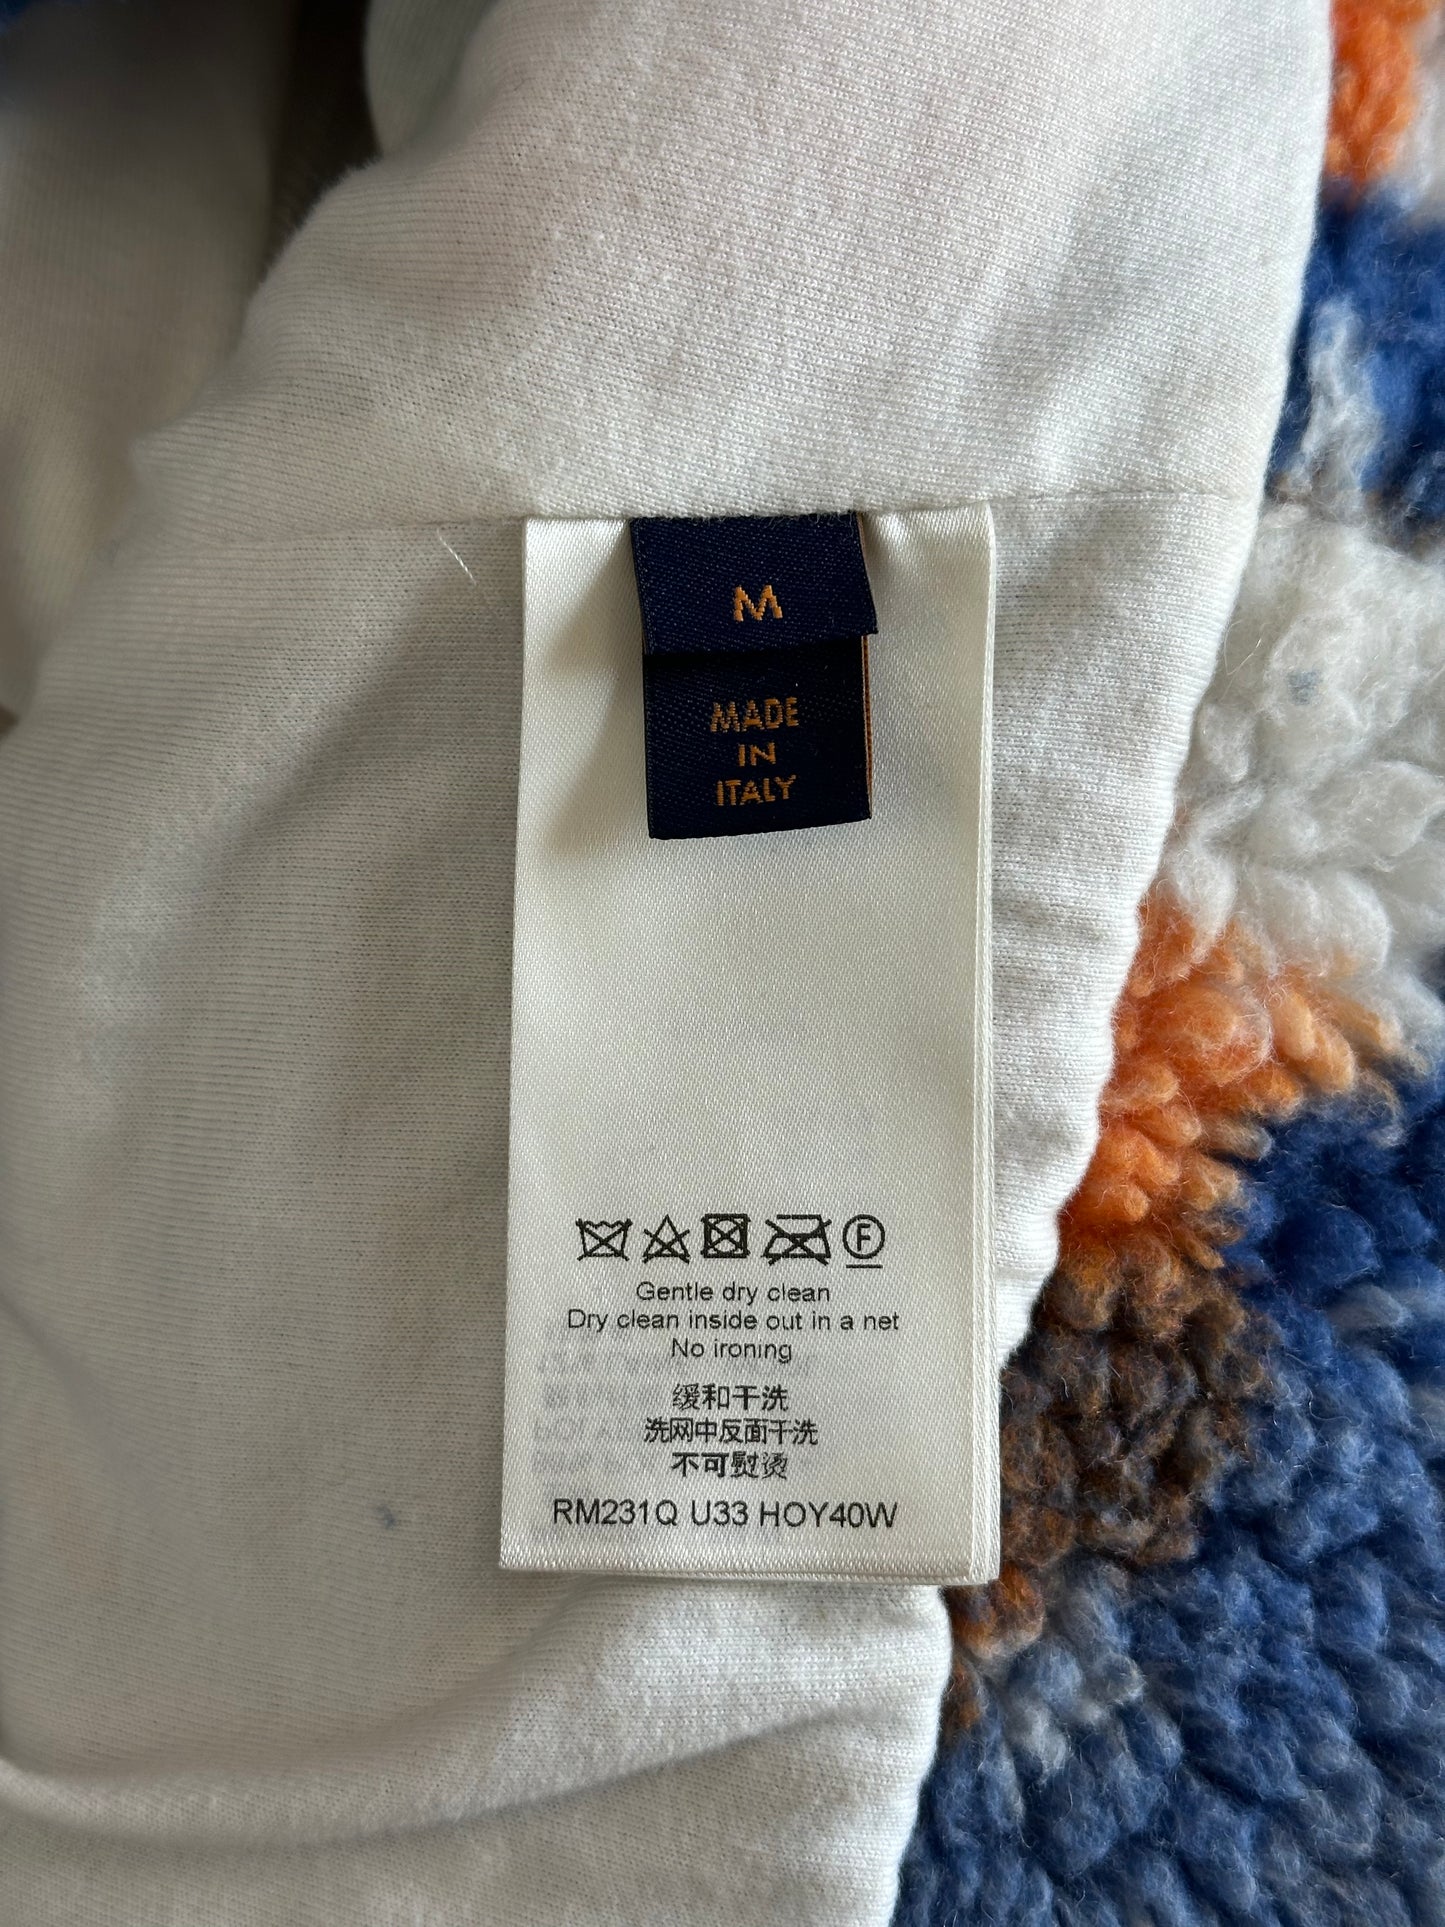 M
MADE
IN
ITALY
F
Gentle dry clean
Dry clean inside out in a net
No ironing
缓和干洗
洗网中反面干洗
不可熨烫
RM231Q U33 HOY40W